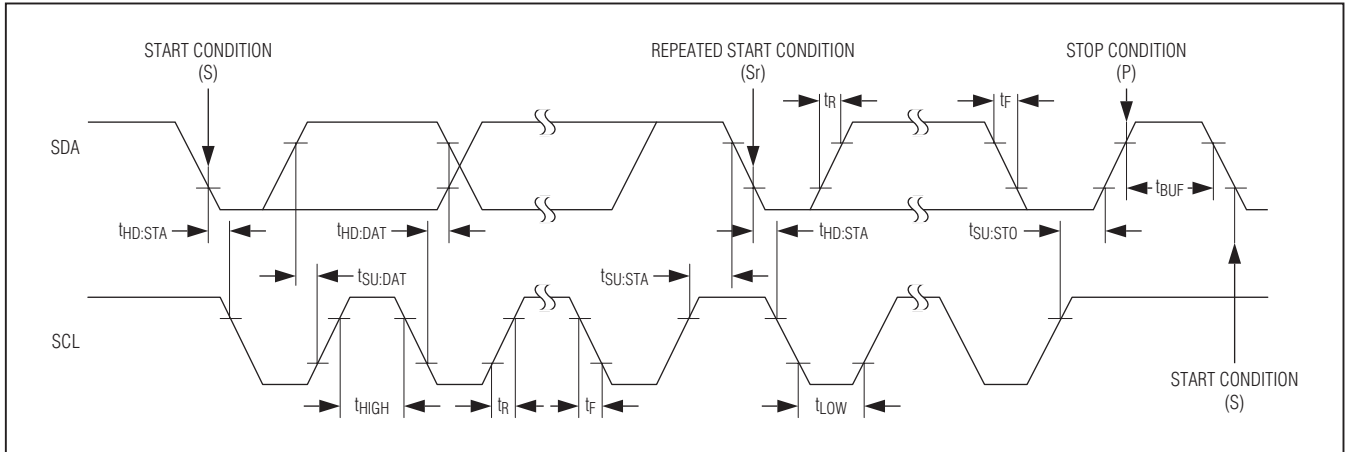 START CONDITION
(S)
REPEATED START CONDITION
(Sr)
STOP CONDITION
(P)
tR
tF
SDA
tBUF
tHD:STA
tHD:DAT
tHD:STA
tSU:STO
tSU:DAT
tSU:STA
SCL
tHIGH
tR
tF
tLOW
START CONDITION
(S)